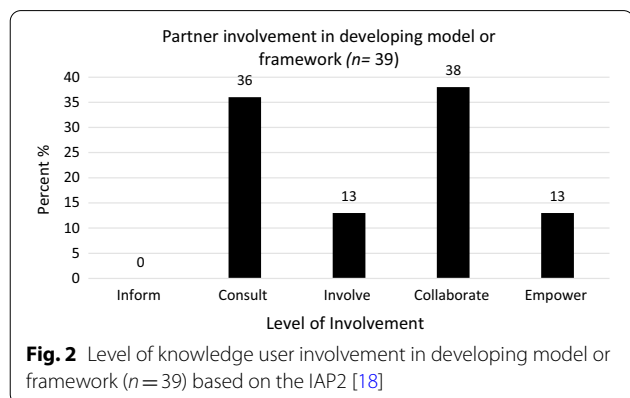 Partner involvement in developing model or
framework (n= 39)
40
35
30
25
20
15
10
5
0
Percent %
0
36
13
38
13
Inform Consult Involve Collaborate Empower
Level of Involvement
Fig. 2 Level of knowledge user involvement in developing model or
framework (n = 39) based on the IAP2 [18]